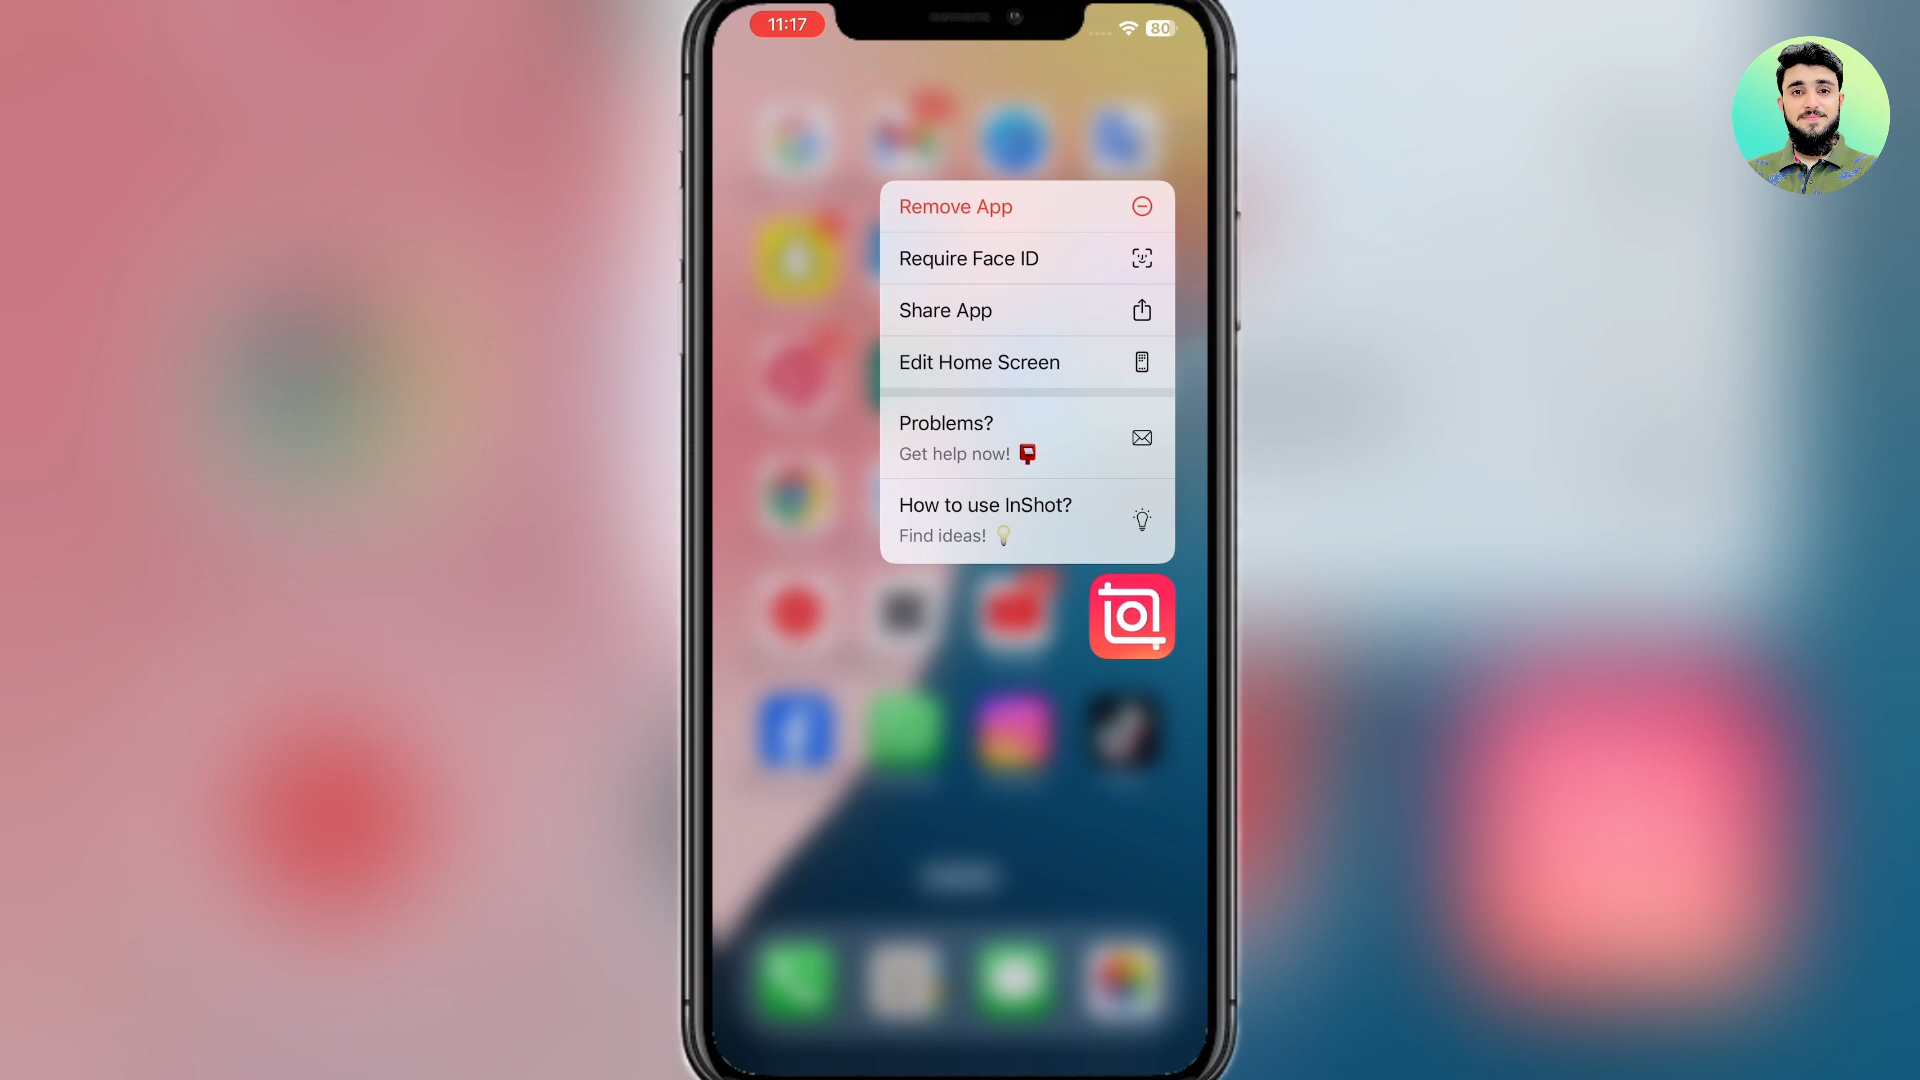 11:17
80
Remove App
Require Face ID
Share App
Edit Home Screen
Problems?
Get help now! 📮
How to use InShot?
Find ideas! 💡